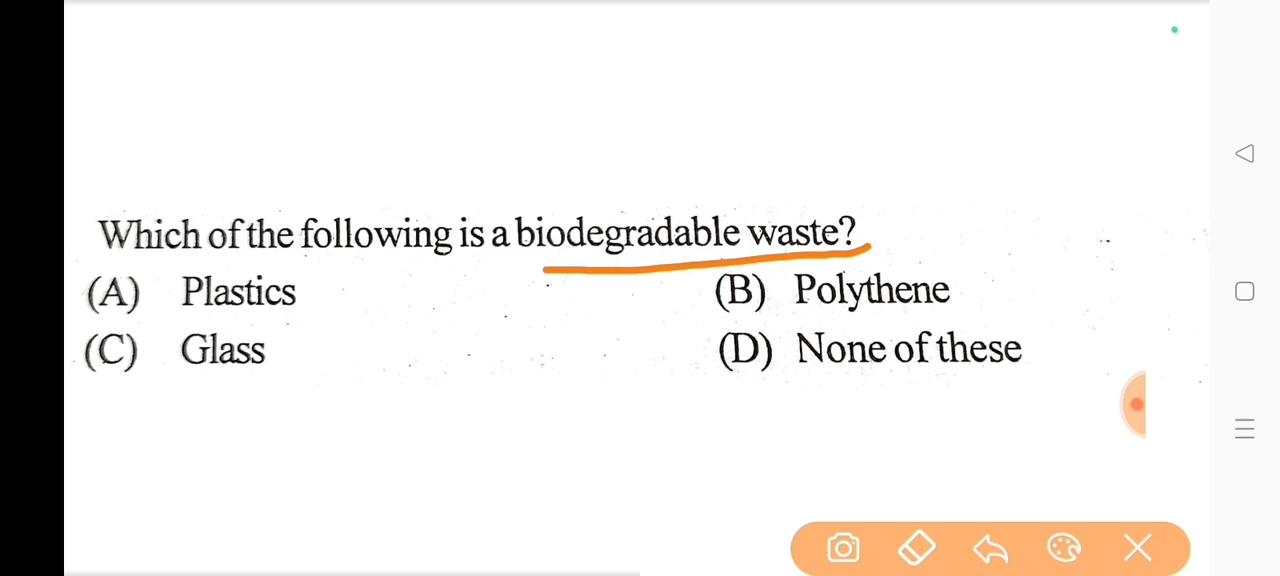 Which of the following is a biodegradable waste?
(A) Plastics (B) Polythene
(C) Glass (D) None of these